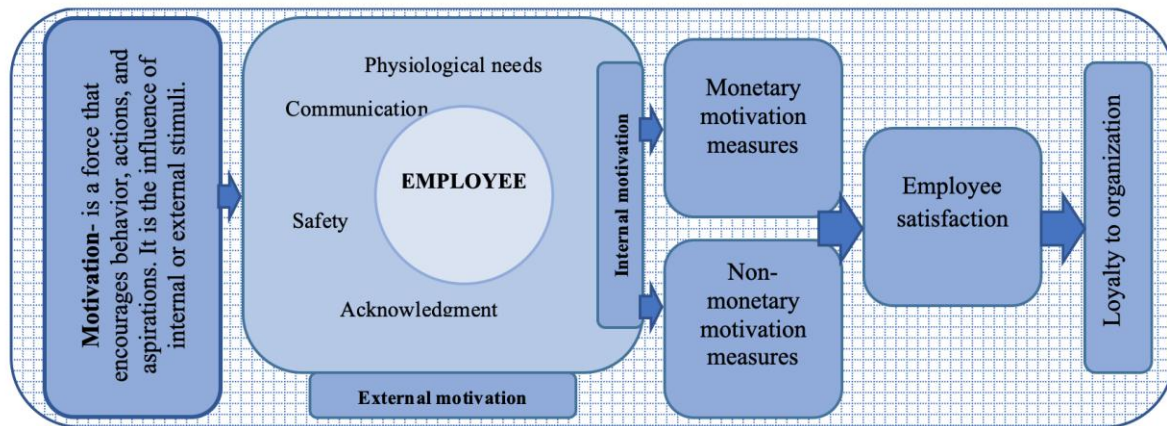 Motivation- is a force that
encourages behavior, actions, and
aspirations. It is the influence of
internal or external stimuli.
Physiological needs
Communication
EMPLOYEE
Safety
Acknowledgment
External motivation
Internal motivation
Monetary
motivation
measures
Non-
monetary
motivation
measures
Employee
satisfaction
Loyalty to organization